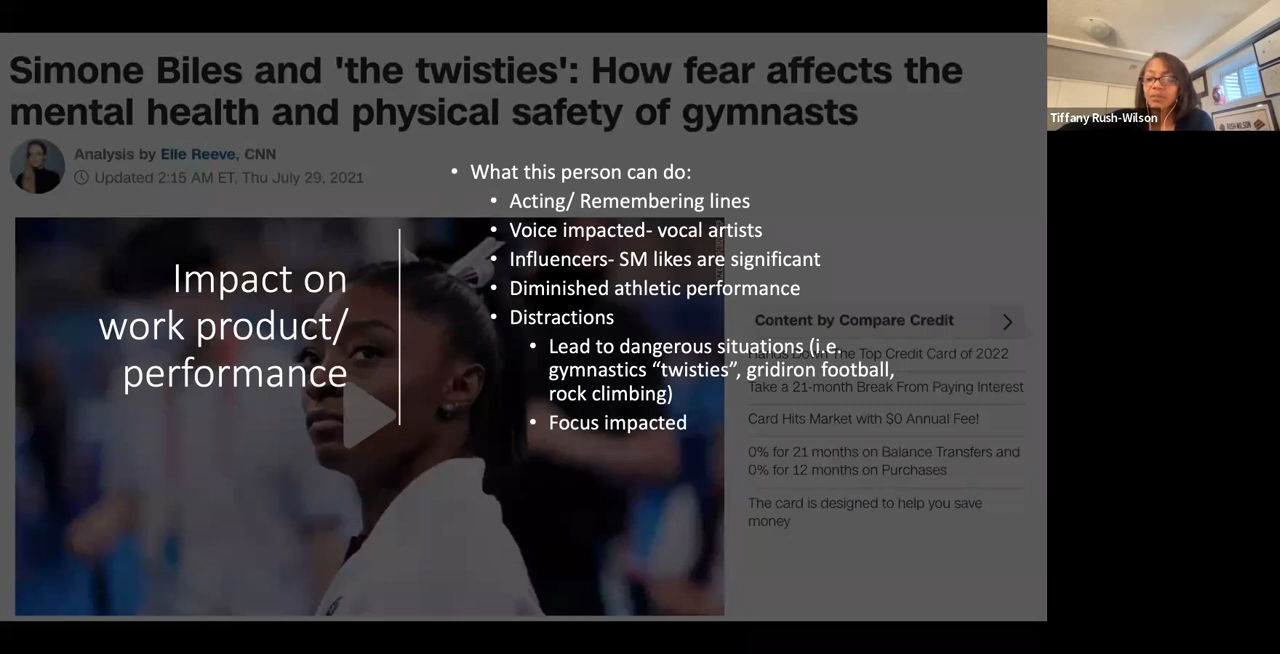 Simone Biles and 'the twisties': How fear affects the
mental health and physical safety of gymnasts
Analysis by Elle Reeve, CNN
Updated 2:15 AM ET, Thu July 29, 2021
Impact on
work product/
performance
• What this person can do:
• Acting/ Remembering lines
• Voice impacted- vocal artists
• Influencers- SM likes are significant
• Diminished athletic performance
• Distractions
• Lead to dangerous situations (i.e.
gymnastics “twisties”, gridiron football,
rock climbing)
• Focus impacted
Content by Compare Credit
Hands Down The Top Credit Card of 2022
Take a 21-month Break From Paying Interest
Card Hits Market with $0 Annual Fee!
0% for 21 months on Balance Transfers and
0% for 12 months on Purchases
The card is designed to help you save
money
Tiffany Rush-Wilson